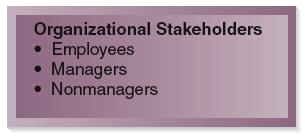 Organizational Stakeholders
• Employees
• Managers
• Nonmanagers